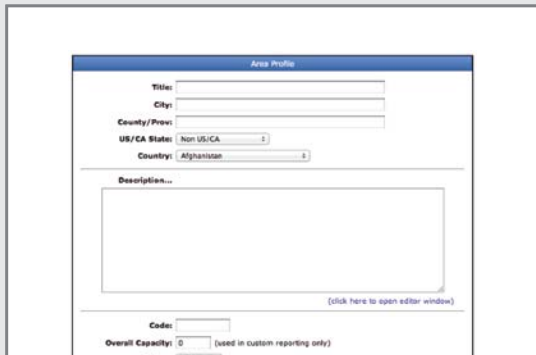 Area Profile
Title:
City:
County/Prov:
US/CA State: Non US/CA
Country: Afghanistan
Description...
(click here to open editor window)
Code:
Overall Capacity: 0 (used in custom reporting only)